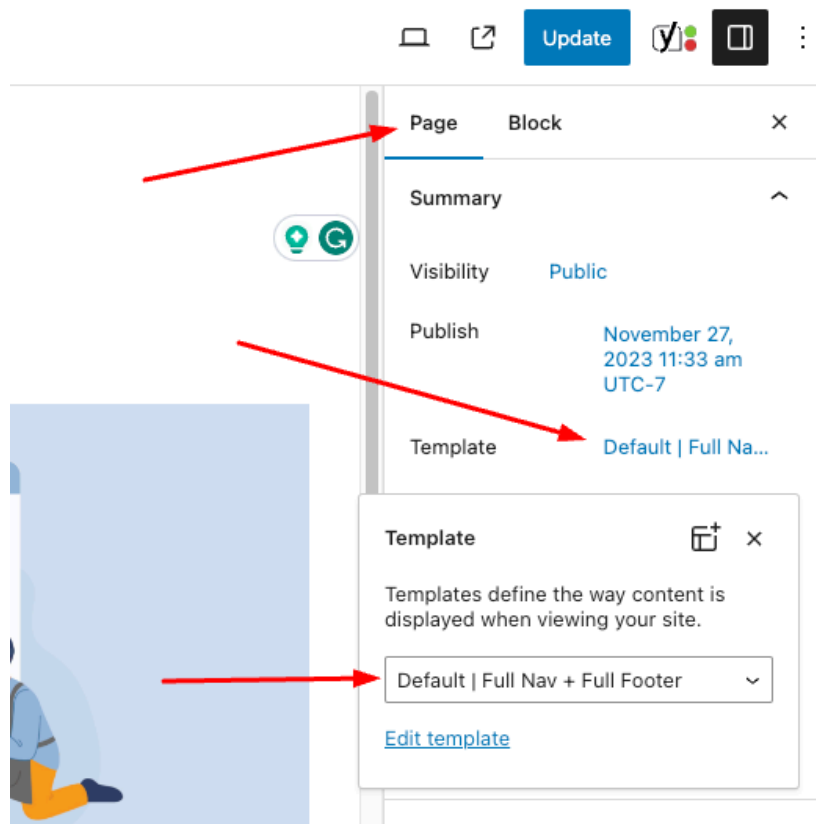 Update
Page Block
Summary
Visibility Public
Publish November 27,
2023 11:33 am
UTC-7
Template Default | Full Na...
Template
Templates define the way content is
displayed when viewing your site.
Default | Full Nav + Full Footer
Edit template